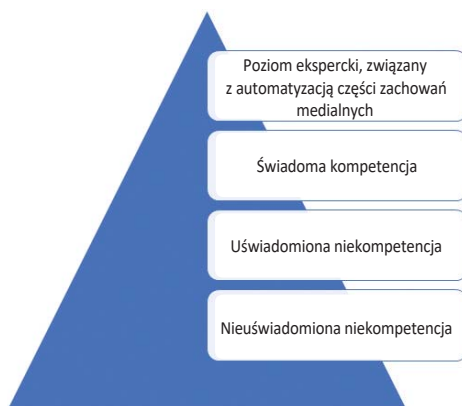 Poziom ekspercki, związany
z automatyzacją części zachowań
medialnych
Świadoma kompetencja
Uświadomiona niekompetencja
Nieuświadomiona niekompetencja